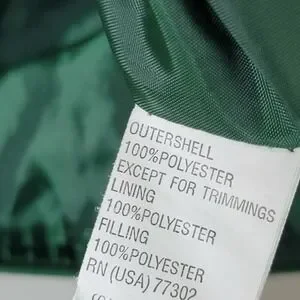 OUTERSHELL
100%POLYESTER
EXCEPT FOR TRIMMINGS
LINING
100%POLYESTER
FILLING
100%POLYESTER
RN (USA) 77302